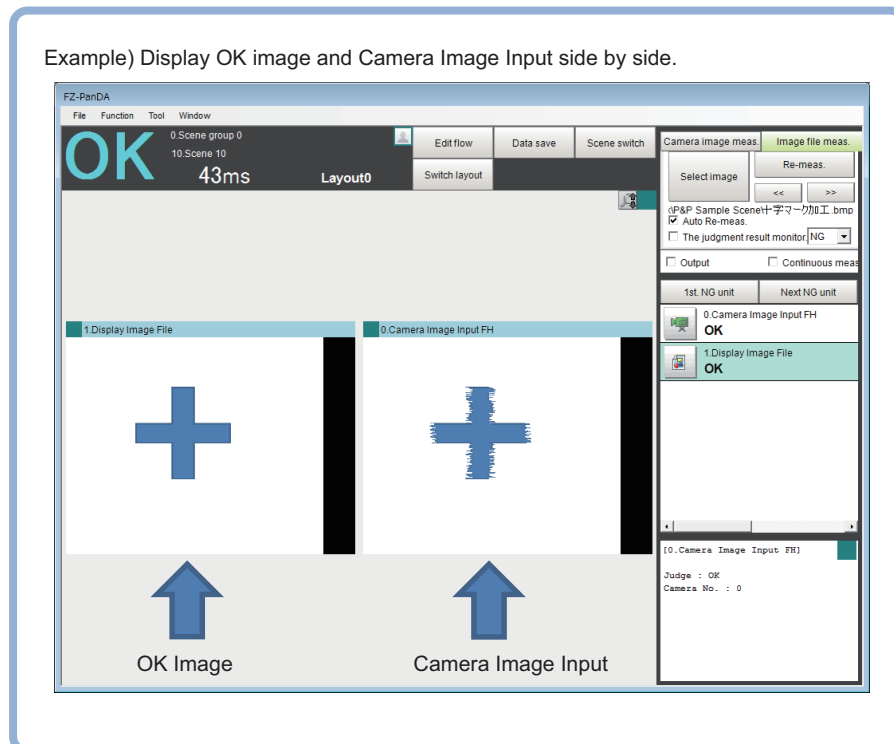 Example) Display OK image and Camera Image Input side by side.
FZ-PanDA
File Function Tool Window
OK
0.Scene group 0
10.Scene 10
43ms
Layout0
Edit flow Data save Scene switch
Switch layout
Camera image meas. Image file meas.
Select image
Re-meas.
<< >>
P&P Sample Scene\十字マーク加工.bmp
Auto Re-meas.
The judgment result monitor. NG
Output Continuous meas
1st. NG unit Next NG unit
0.Camera Image Input FH
OK
1.Display Image File
OK
1.Display Image File 0.Camera Image Input FH
[0.Camera Image Input FH]
Judge : OK
Camera No. : 0
OK Image Camera Image Input